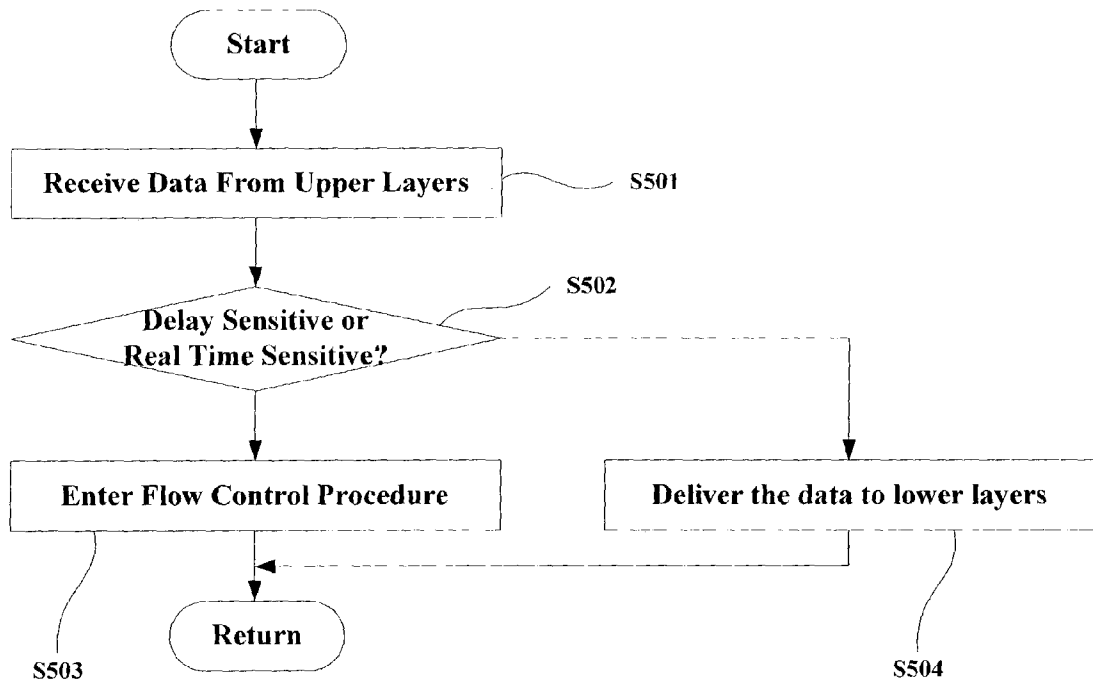 Start
Receive Data From Upper Layers
S501
S502
Delay Sensitive or
Real Time Sensitive?
Enter Flow Control Procedure
Deliver the data to lower layers
Return
S503
S504